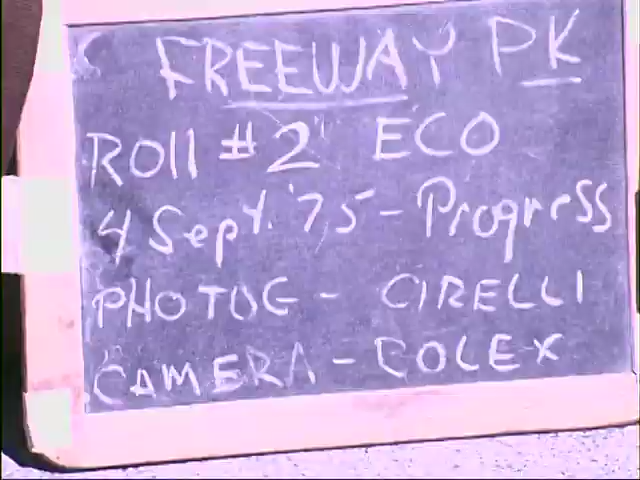 FREEWAY PK
ROLL #2 ECO
4 Sept. '75 - Progress
PHOTOG - CIRELLI
CAMERA - BOLEX